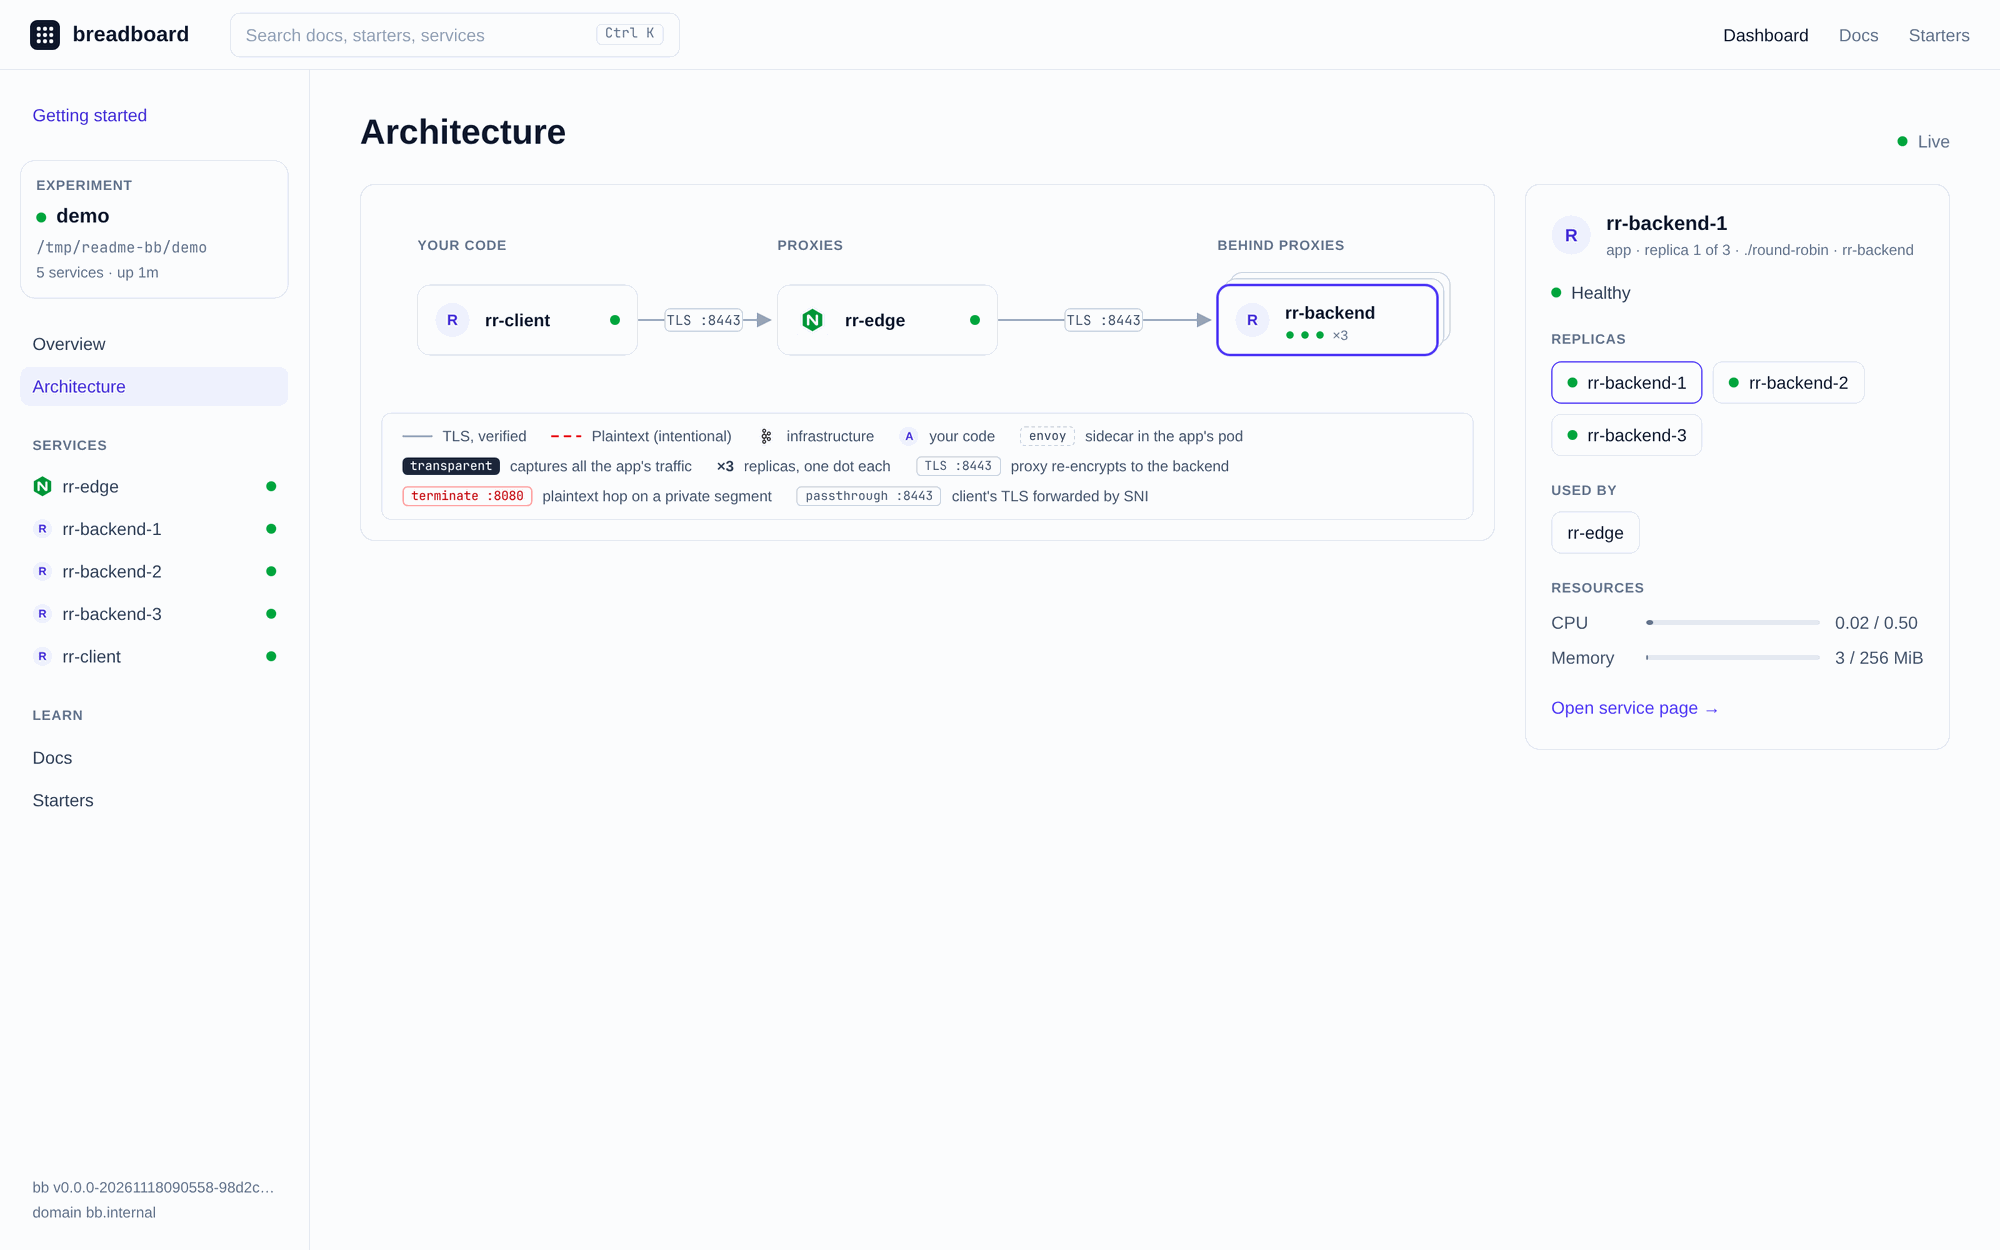 breadboard
Search docs, starters, services
Ctrl K
Dashboard
Docs
Starters
Getting started
EXPERIMENT
demo
/tmp/readme-bb/demo
5 services · up 1m
Overview
Architecture
SERVICES
rr-edge
R rr-backend-1
R rr-backend-2
R rr-backend-3
R rr-client
LEARN
Docs
Starters
bb v0.0.0-20261118090558-98d2c…
domain bb.internal
Architecture
Live
YOUR CODE
PROXIES
BEHIND PROXIES
R rr-client
TLS :8443
N rr-edge
TLS :8443
R rr-backend
×3
TLS, verified
Plaintext (intentional)
infrastructure
A your code
envoy sidecar in the app's pod
transparent captures all the app's traffic
×3 replicas, one dot each
TLS :8443 proxy re-encrypts to the backend
terminate :8080 plaintext hop on a private segment
passthrough :8443 client's TLS forwarded by SNI
R rr-backend-1
app · replica 1 of 3 · ./round-robin · rr-backend
Healthy
REPLICAS
rr-backend-1
rr-backend-2
rr-backend-3
USED BY
rr-edge
RESOURCES
CPU 0.02 / 0.50
Memory 3 / 256 MiB
Open service page →